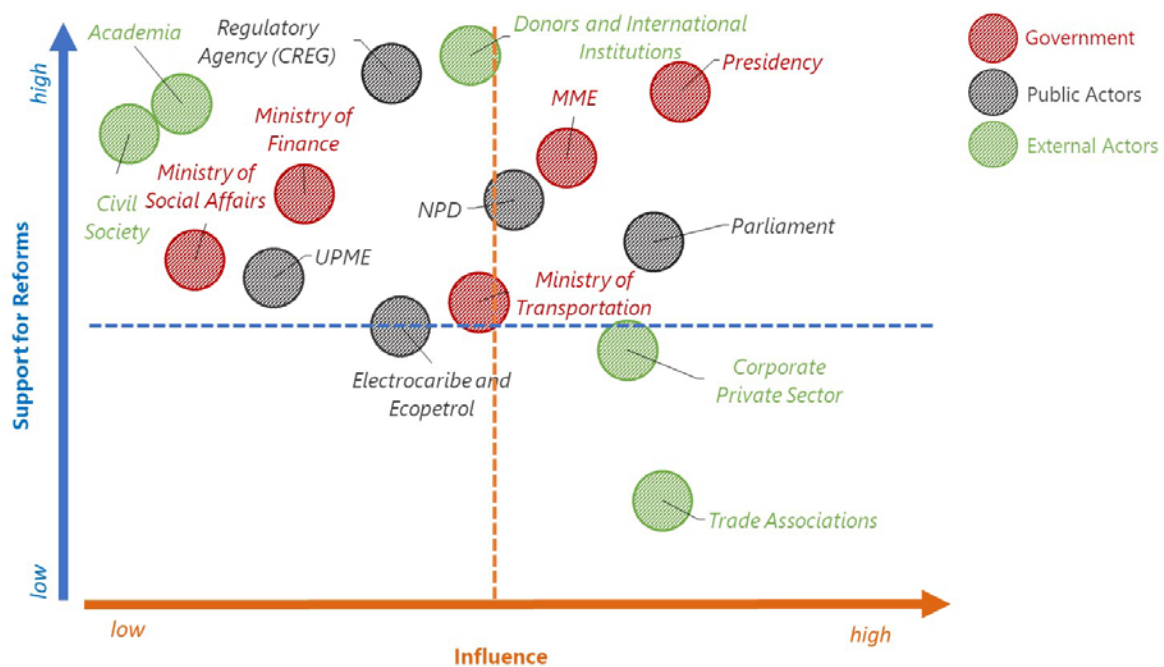 Academia
Regulatory
Agency (CREG)
Donors and International
Institutions
Presidency
Government
Public Actors
External Actors
high
MME
Ministry of
Finance
Ministry of
Social Affairs
Civil
Society
NPD
Parliament
UPME
Ministry of
Transportation
Support for Reforms
Electrocaribe and
Ecopetrol
Corporate
Private Sector
Trade Associations
low
low
high
Influence